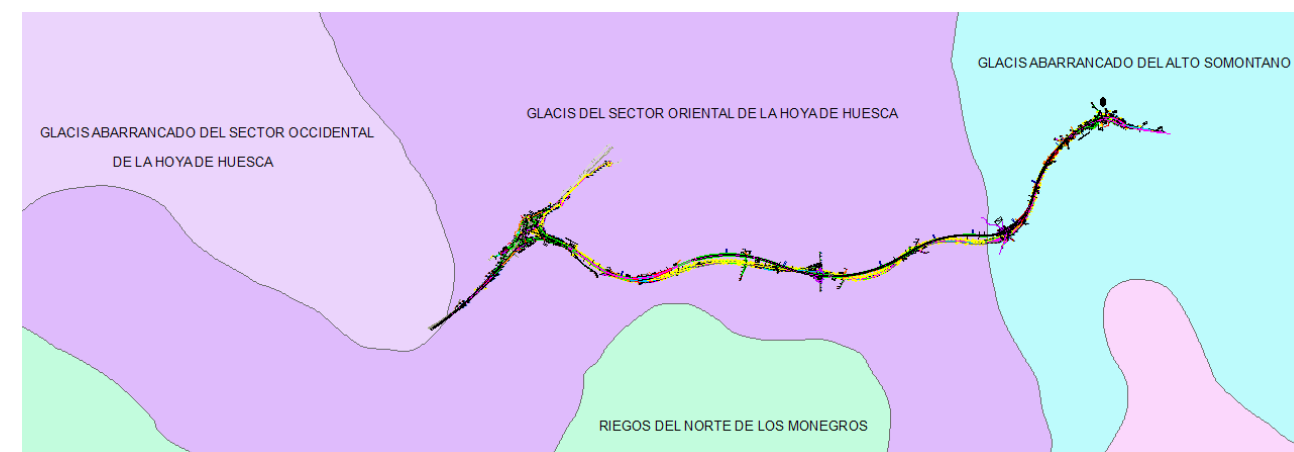 GLACIS ABARRANCADO DEL ALTO SOMONTANO
GLACIS DEL SECTOR ORIENTAL DE LA HOYA DE HUESCA
GLACIS ABARRANCADO DEL SECTOR OCCIDENTAL
DE LA HOYA DE HUESCA
RIEGOS DEL NORTE DE LOS MONEGROS